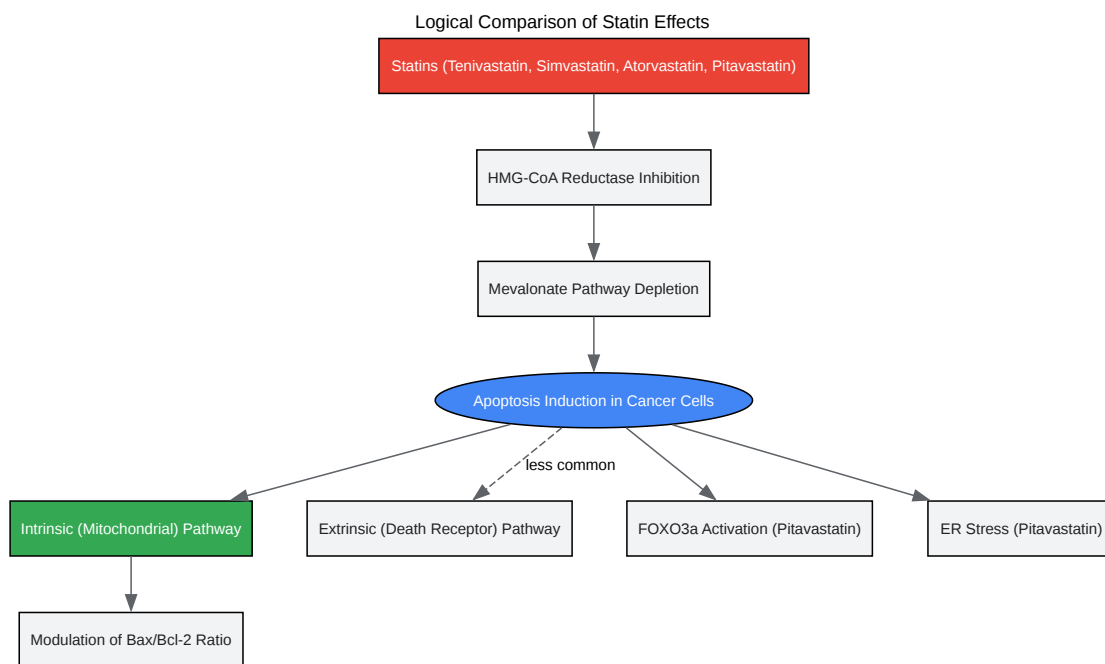 Logical Comparison of Statin Effects
Statins (Tenivastatin, Simvastatin, Atorvastatin, Pitavastatin)
HMG-CoA Reductase Inhibition
Mevalonate Pathway Depletion
Apoptosis Induction in Cancer Cells
less common
Intrinsic (Mitochondrial) Pathway
Extrinsic (Death Receptor) Pathway
FOXO3a Activation (Pitavastatin)
ER Stress (Pitavastatin)
Modulation of Bax/Bcl-2 Ratio